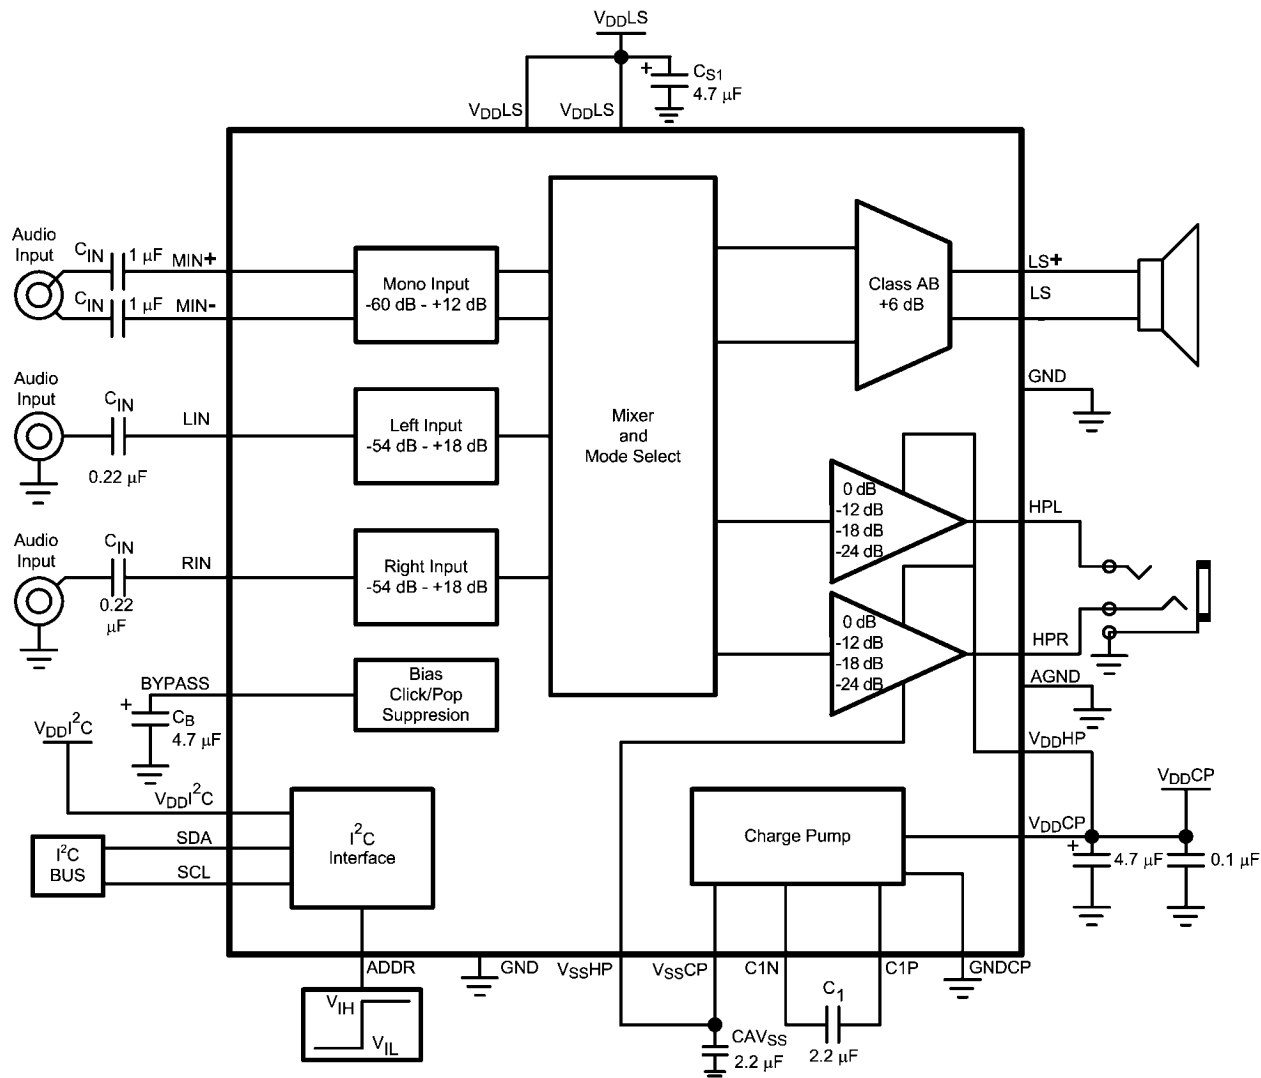 VDDLS
CS1
4.7 µF
VDDLS
VDDLS
Audio
Input
CIN
1 µF
MIN+
CIN
1 µF
MIN-
Mono Input
-60 dB - +12 dB
Class AB
+6 dB
LS+
LS
GND
Audio
Input
CIN
LIN
0.22 µF
Left Input
-54 dB - +18 dB
Mixer
and
Mode Select
0 dB
-12 dB
-18 dB
-24 dB
HPL
Audio
Input
CIN
RIN
0.22
µF
Right Input
-54 dB - +18 dB
0 dB
-12 dB
-18 dB
-24 dB
HPR
AGND
BYPASS
CB
4.7 µF
Bias
Click/Pop
Suppresion
VDDHP
VDDI²C
VDDI²C
I²C
BUS
SDA
SCL
I²C
Interface
Charge Pump
VDDCP
VDDCP
4.7 µF
0.1 µF
ADDR
GND
VSSHP
VSSCP
C1N
C1P
GNDCP
VIH
VIL
CAVSS
2.2 µF
C1
2.2 µF